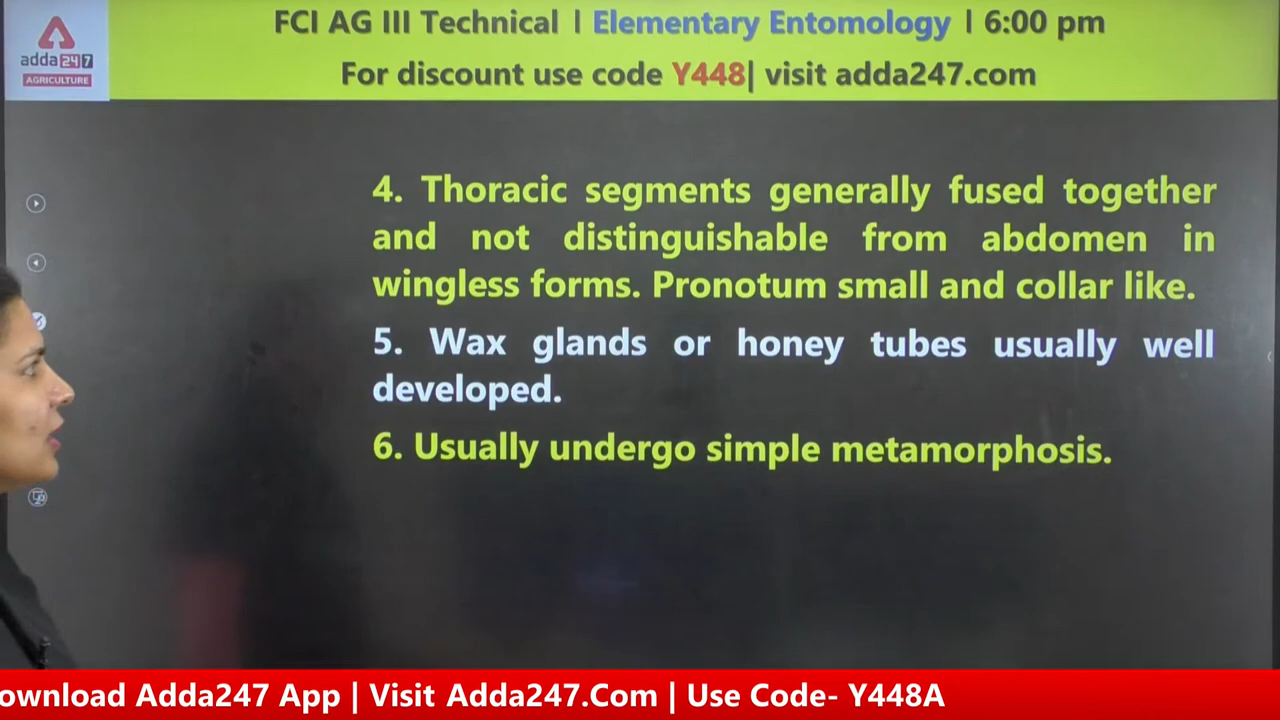 FCI AG III Technical l Elementary Entomology l 6:00 pm
For discount use code Y448| visit adda247.com
adda247
AGRICULTURE
4. Thoracic segments generally fused together
and not distinguishable from abdomen in
wingless forms. Pronotum small and collar like.
5. Wax glands or honey tubes usually well
developed.
6. Usually undergo simple metamorphosis.
ownload Adda247 App | Visit Adda247.Com | Use Code- Y448A